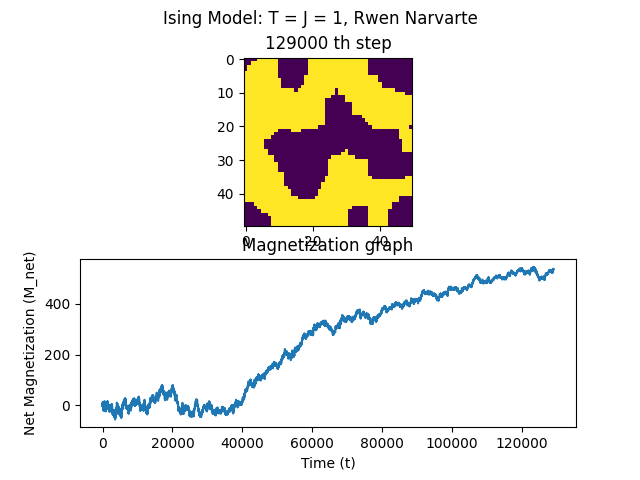 Ising Model: T = J = 1, Rwen Narvarte
129000 th step
0
10
20
30
40
0 20 40
Magnetization graph
Net Magnetization (M_net)
400
200
0
0 20000 40000 60000 80000 100000 120000
Time (t)